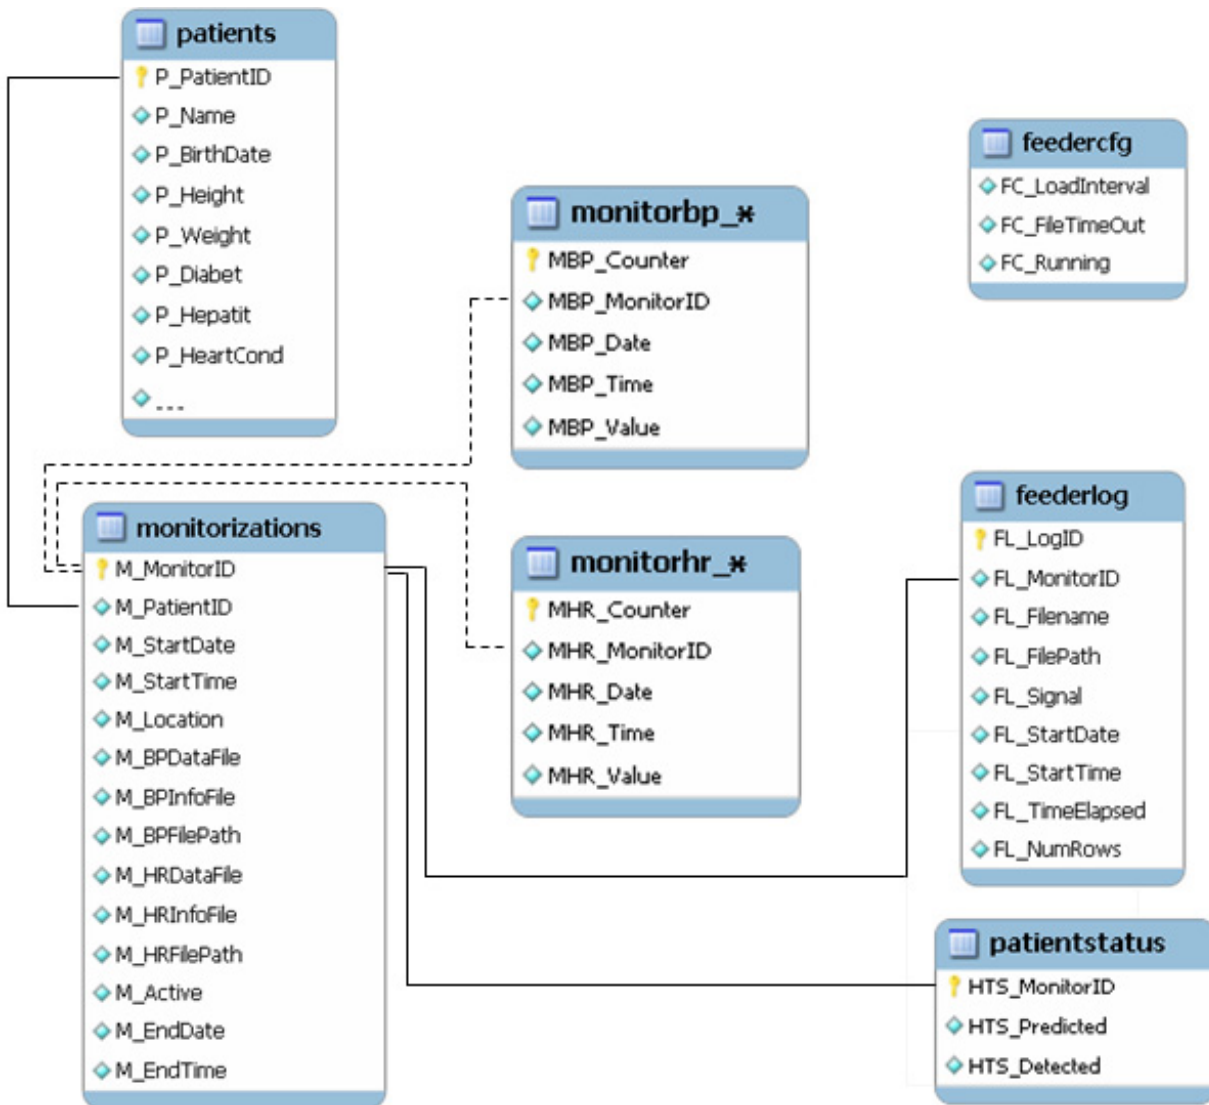 patients
P_PatientID
P_Name
P_BirthDate
P_Height
P_Weight
P_Diabet
P_Hepatit
P_HeartCond
---
monitorizations
M_MonitorID
M_PatientID
M_StartDate
M_StartTime
M_Location
M_BPDataFile
M_BPInfoFile
M_BPFilePath
M_HRDataFile
M_HRInfoFile
M_HRFilePath
M_Active
M_EndDate
M_EndTime
monitorbp_*
MBP_Counter
MBP_MonitorID
MBP_Date
MBP_Time
MBP_Value
monitorhr_*
MHR_Counter
MHR_MonitorID
MHR_Date
MHR_Time
MHR_Value
feedercfg
FC_LoadInterval
FC_FileTimeOut
FC_Running
feederlog
FL_LogID
FL_MonitorID
FL_Filename
FL_FilePath
FL_Signal
FL_StartDate
FL_StartTime
FL_TimeElapsed
FL_NumRows
patientstatus
HTS_MonitorID
HTS_Predicted
HTS_Detected